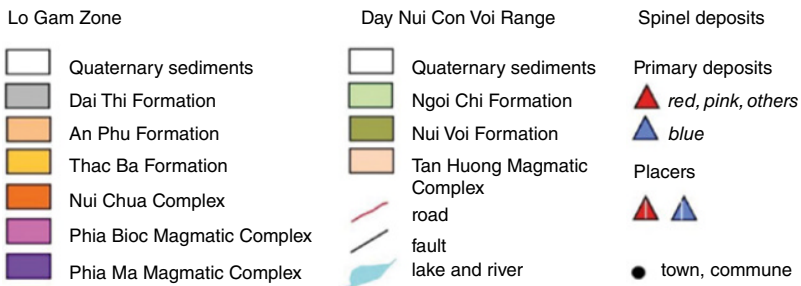 Lo Gam Zone
Quaternary sediments
Dai Thi Formation
An Phu Formation
Thac Ba Formation
Nui Chua Complex
Phia Bioc Magmatic Complex
Phia Ma Magmatic Complex
Day Nui Con Voi Range
Quaternary sediments
Ngoi Chi Formation
Nui Voi Formation
Tan Huong Magmatic
Complex
road
fault
lake and river
Spinel deposits
Primary deposits
red, pink, others
blue
Placers
town, commune